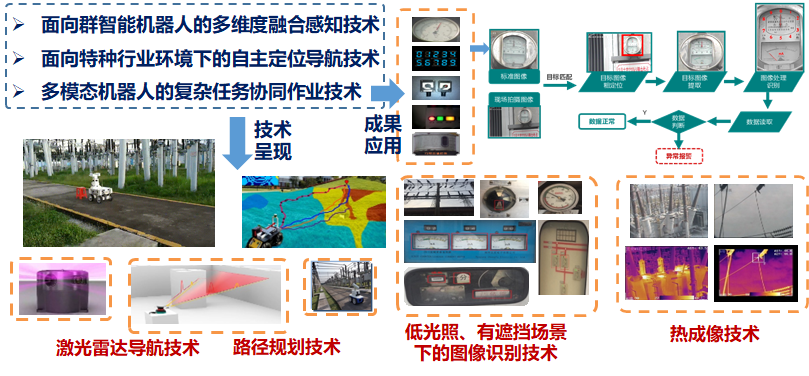 ➢ 面向群智能机器人的多维度融合感知技术
➢ 面向特种行业环境下的自主定位导航技术
➢ 多模态机器人的复杂任务协同作业技术
技术
呈现
成果
应用
标准图像
现场拍摄图像
目标匹配
目标图像
粗定位
目标图像
提取
图像处理
识别
数据读取
数据
判断
Y
数据正常
异常报警
激光雷达导航技术
路径规划技术
低光照、有遮挡场景
下的图像识别技术
热成像技术